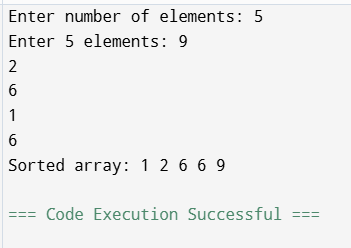 Enter number of elements: 5
Enter 5 elements: 9
2
6
1
6
Sorted array: 1 2 6 6 9
=== Code Execution Successful ===